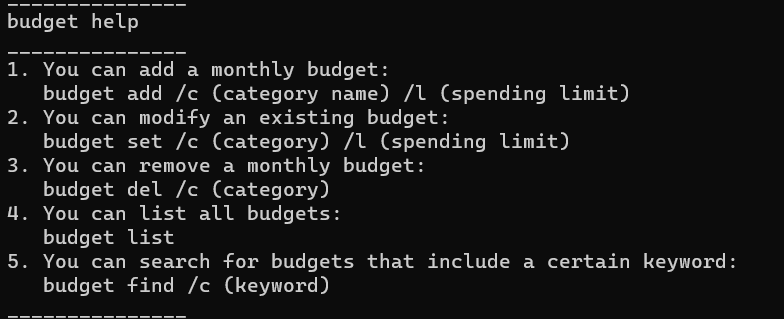 _______________
budget help
_______________
1. You can add a monthly budget:
   budget add /c (category name) /l (spending limit)
2. You can modify an existing budget:
   budget set /c (category) /l (spending limit)
3. You can remove a monthly budget:
   budget del /c (category)
4. You can list all budgets:
   budget list
5. You can search for budgets that include a certain keyword:
   budget find /c (keyword)
_______________